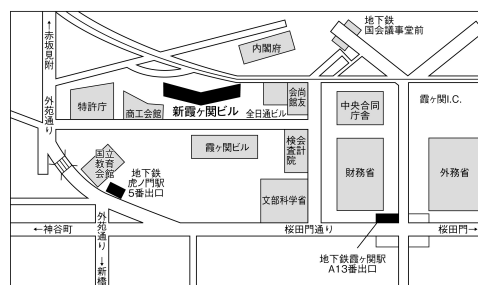 ←赤坂見附
外苑通り
地下鉄
国会議事堂前
内閣府
特許庁
商工会館
新霞ヶ関ビル
全日通ビル
尚友会館
中央合同
庁舎
霞ヶ関I.C.
国立
教育
会館
霞ヶ関ビル
会計検査院
財務省
外務省
地下鉄
虎ノ門駅
5番出口
文部科学省
←神谷町
外苑通り
→新橋
桜田門通り
桜田門→
地下鉄霞ヶ関駅
A13番出口